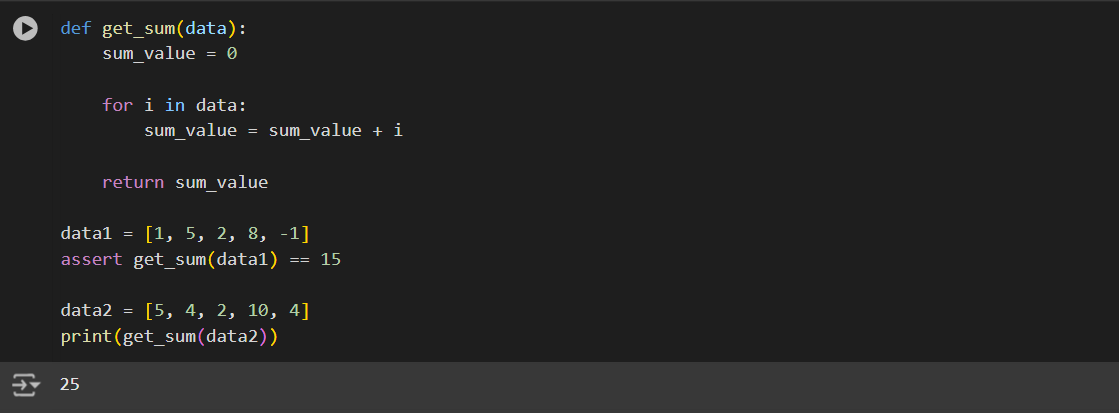 def get_sum(data):
    sum_value = 0
    for i in data:
        sum_value = sum_value + i
    return sum_value
data1 = [1, 5, 2, 8, -1]
assert get_sum(data1) == 15
data2 = [5, 4, 2, 10, 4]
print(get_sum(data2))
25